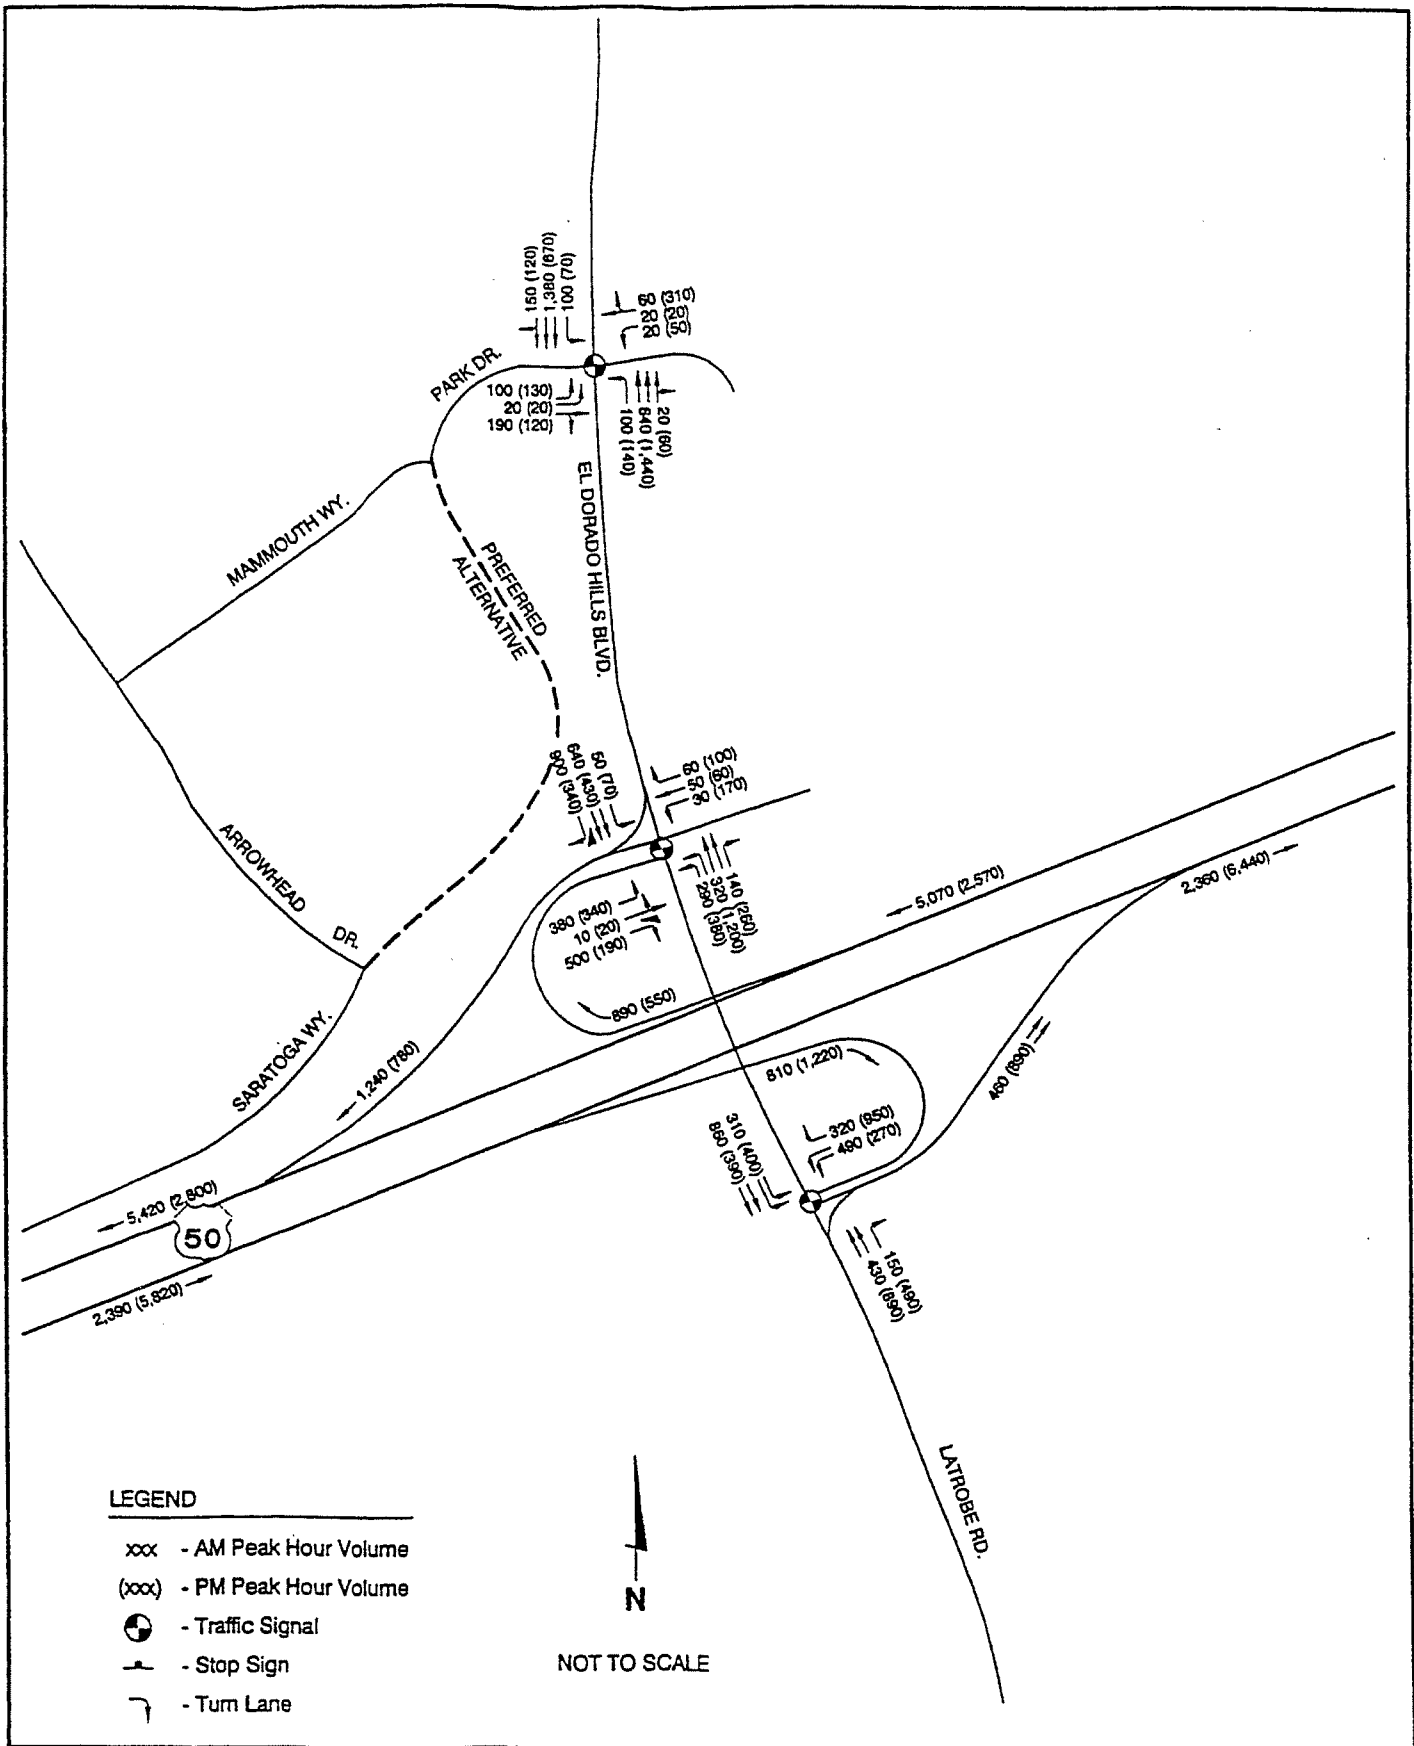 150 (120)
1,380 (670)
100 (70)
60 (310)
20 (20)
20 (50)
PARK DR.
100 (130)
20 (20)
190 (120)
20 (60)
640 (1,440)
100 (140)
EL DORADO HILLS BLVD.
MAMMOUTH WY.
PREFERRED
ALTERNATIVE
50 (70)
640 (430)
900 (340)
60 (100)
50 (60)
30 (170)
ARROWHEAD
DR.
380 (340)
10 (20)
500 (190)
140 (260)
320 (1,200)
290 (380)
5,070 (2,570)
2,360 (6,440)
890 (550)
SARATOGA WY.
1,240 (780)
810 (1,220)
460 (890)
320 (950)
490 (270)
310 (400)
860 (390)
5,420 (2,800)
50
2,390 (5,820)
150 (490)
430 (890)
LATROBE RD.
LEGEND
xxx - AM Peak Hour Volume
(xxx) - PM Peak Hour Volume
- Traffic Signal
- Stop Sign
- Turn Lane
N
NOT TO SCALE